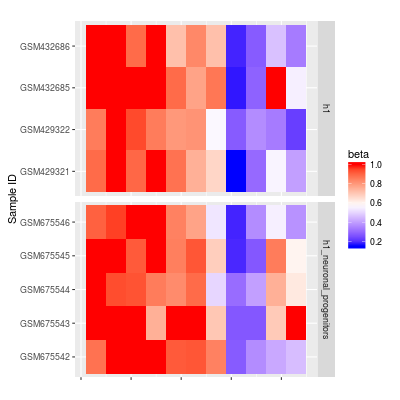 GSM432686
GSM432685
GSM429322
GSM429321
h1
GSM675546
GSM675545
GSM675544
GSM675543
GSM675542
h1_neuronal_progenitors
Sample ID
beta
1.0
0.8
0.6
0.4
0.2